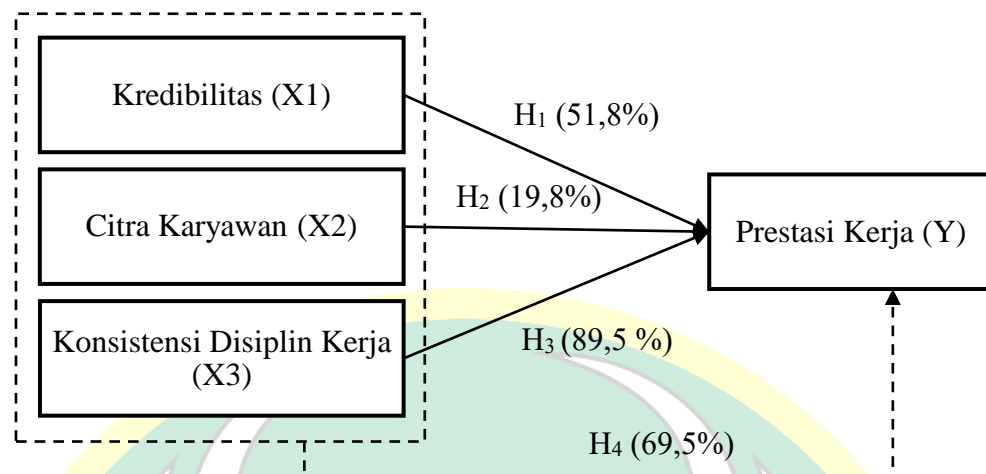 Kredibilitas (X1)
H₁ (51,8%)
Citra Karyawan (X2)
H₂ (19,8%)
Prestasi Kerja (Y)
Konsistensi Disiplin Kerja
(X3)
H₃ (89,5 %)
H₄ (69,5%)